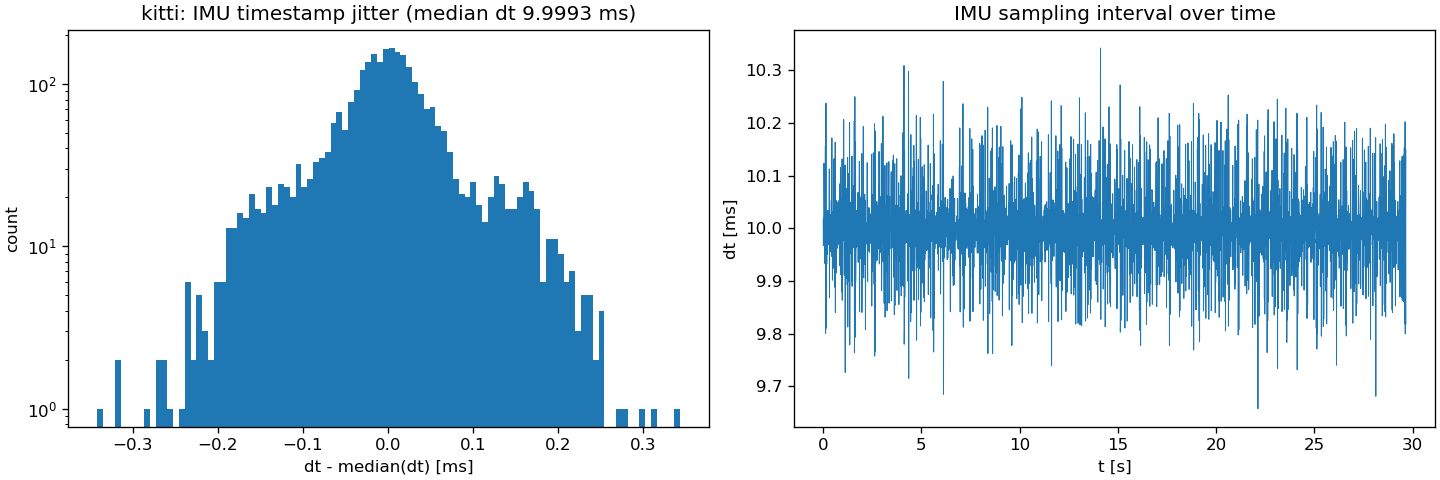 kitti: IMU timestamp jitter (median dt 9.9993 ms)
count
10²
10¹
10⁰
−0.3 −0.2 −0.1 0.0 0.1 0.2 0.3
dt - median(dt) [ms]
IMU sampling interval over time
dt [ms]
10.3
10.2
10.1
10.0
9.9
9.8
9.7
0 5 10 15 20 25 30
t [s]